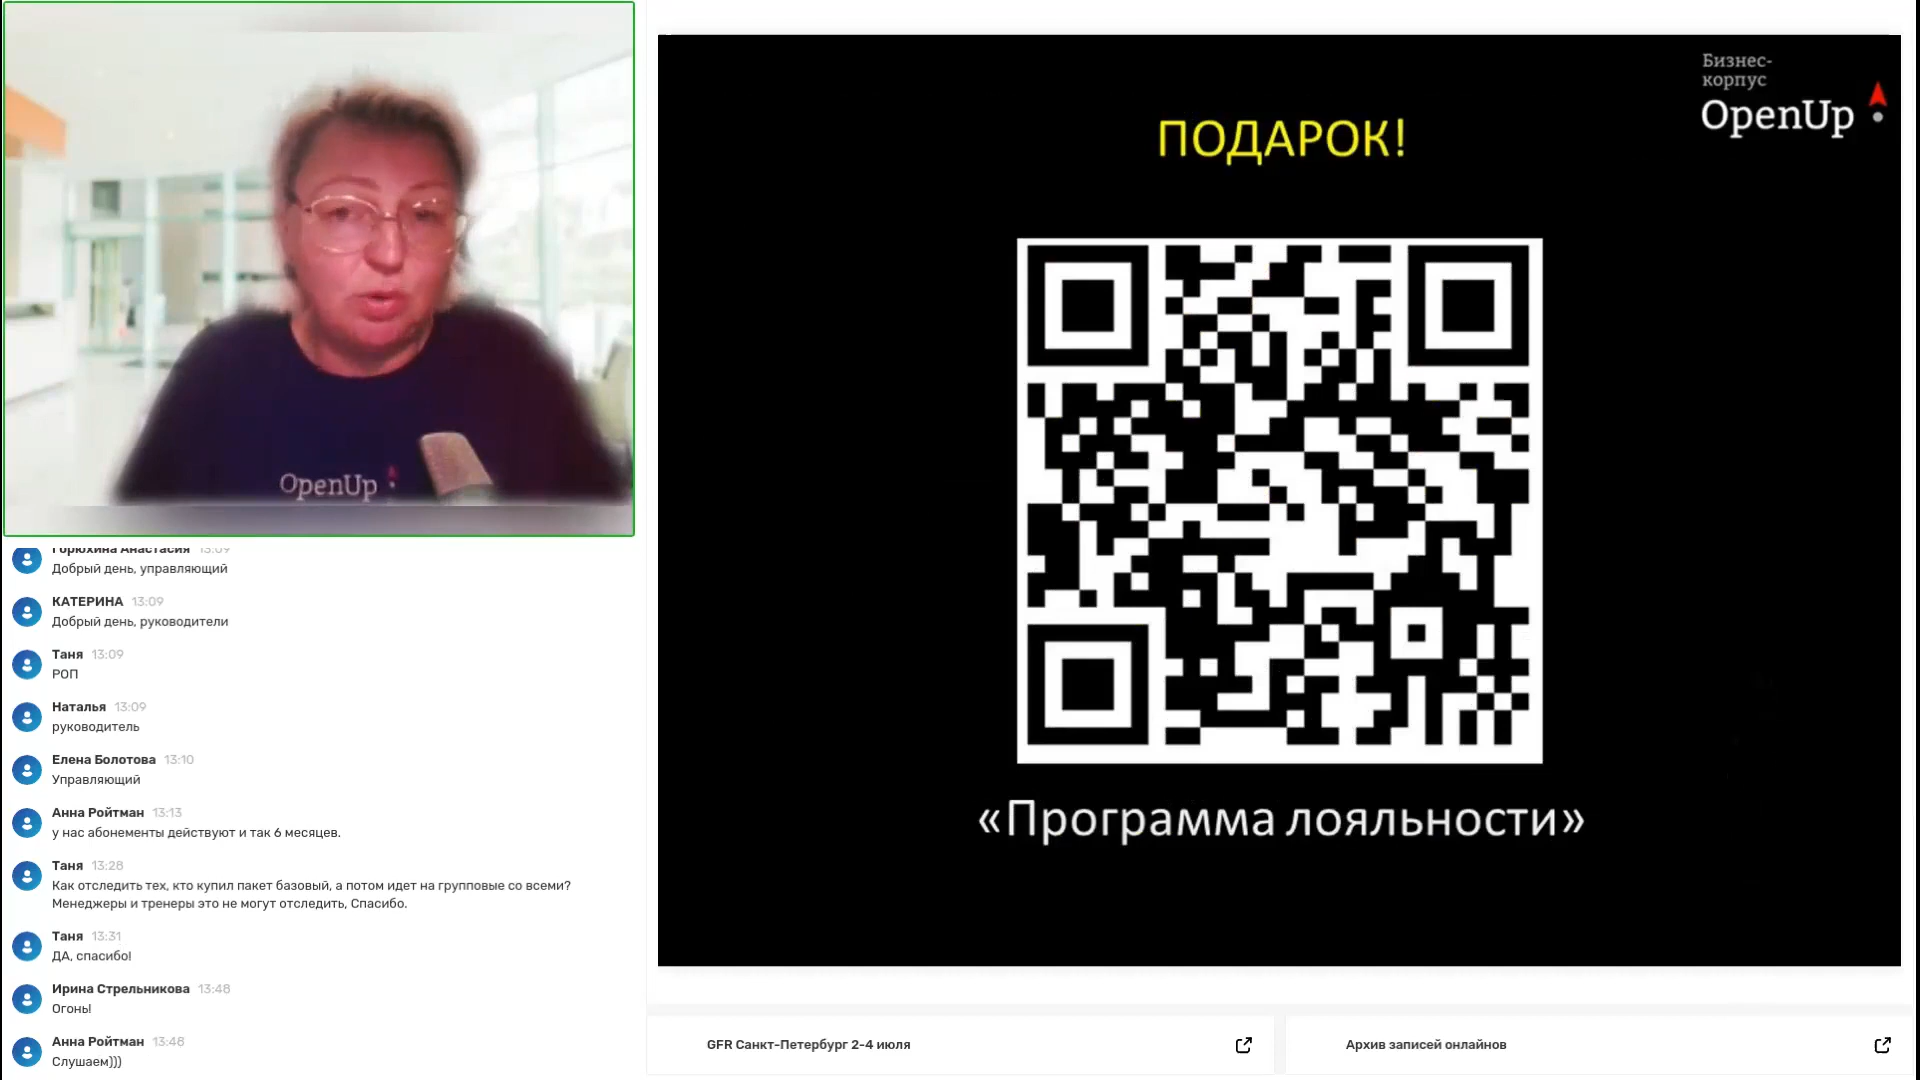 OpenUp
Горюхина Анастасия 13:09
Добрый день, управляющий
КАТЕРИНА 13:09
Добрый день, руководители
Таня 13:09
РОП
Наталья 13:09
руководитель
Елена Болотова 13:10
Управляющий
Анна Ройтман 13:13
у нас абонементы действуют и так 6 месяцев.
Таня 13:28
Как отследить тех, кто купил пакет базовый, а потом идет на групповые со всеми?
Менеджеры и тренеры это не могут отследить, Спасибо.
Таня 13:31
ДА, спасибо!
Ирина Стрельникова 13:48
Огонь!
Анна Ройтман 13:48
Слушаем)))
Бизнес-
корпус
OpenUp
ПОДАРОК!
«Программа лояльности»
GFR Санкт-Петербург 2-4 июля
Архив записей онлайнов